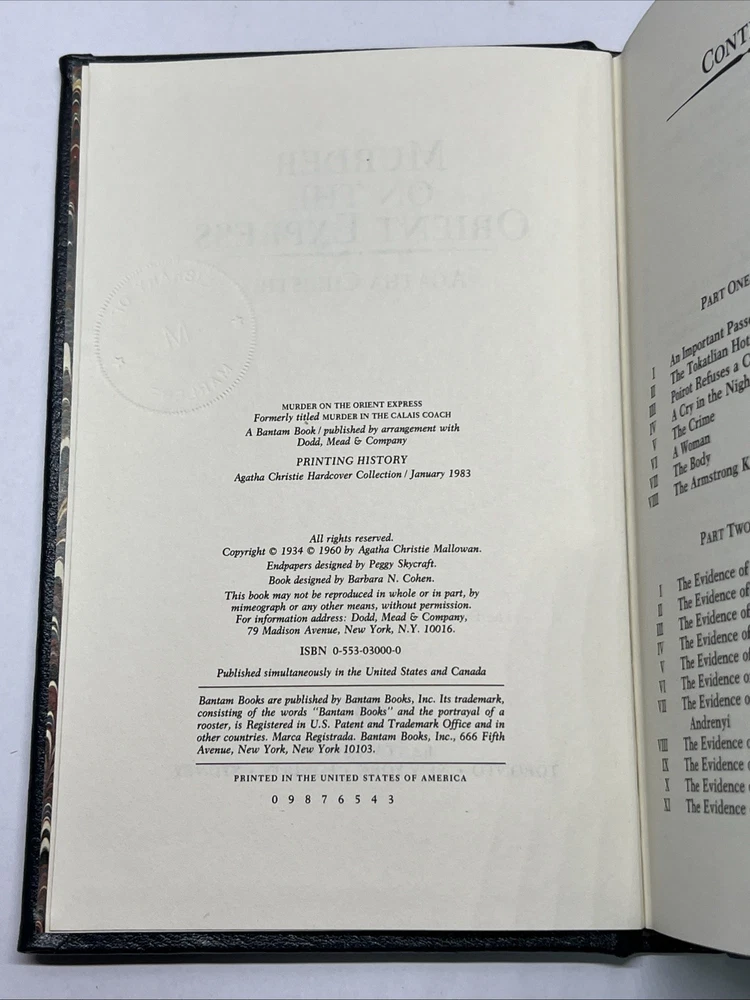 MURDER ON THE ORIENT EXPRESS
Formerly titled MURDER IN THE CALAIS COACH
A Bantam Book / published by arrangement with
Dodd, Mead & Company
PRINTING HISTORY
Agatha Christie Hardcover Collection / January 1983
All rights reserved.
Copyright © 1934 © 1960 by Agatha Christie Mallowan.
Endpapers designed by Peggy Skycraft.
Book designed by Barbara N. Cohen.
This book may not be reproduced in whole or in part, by
mimeograph or any other means, without permission.
For information address: Dodd, Mead & Company,
79 Madison Avenue, New York, N.Y. 10016.
ISBN 0-553-03000-0
Published simultaneously in the United States and Canada
Bantam Books are published by Bantam Books, Inc. Its trademark,
consisting of the words "Bantam Books" and the portrayal of a
rooster, is Registered in U.S. Patent and Trademark Office and in
other countries. Marca Registrada. Bantam Books, Inc., 666 Fifth
Avenue, New York, New York 10103.
PRINTED IN THE UNITED STATES OF AMERICA
0 9 8 7 6 5 4 3
CONT
PART ONE
I An Important Passe
II The Tokatlian Hot
III Poirot Refuses a C
IV A Cry in the Nigh
V The Crime
VI A Woman
VII The Body
VIII The Armstrong K
PART TWO
I The Evidence of
II The Evidence of
III The Evidence of
IV The Evidence of
V The Evidence of
VI The Evidence of
VII The Evidence o
Andrenyi
VIII The Evidence o
IX The Evidence
X The Evidence
XI The Evidence